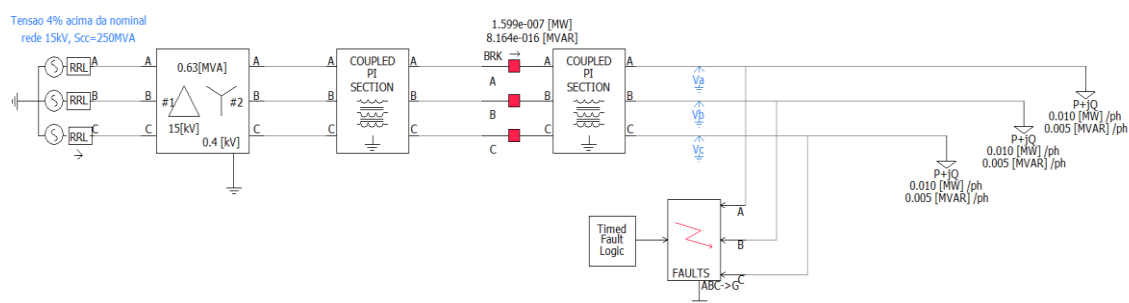 Tensao 4% acima da nominal
rede 15kV, Scc=250MVA
RRL
A
RRL
B
RRL
C
A
B
C
0.63[MVA]
#1
#2
15[kV]
0.4 [kV]
A
B
C
A
B
C
COUPLED
PI
SECTION
A
B
C
1.599e-007 [MW]
8.164e-016 [MVAR]
BRK
A
B
C
A
B
C
COUPLED
PI
SECTION
A
B
C
Va
Vb
Vc
P+jQ
0.010 [MW] /ph
0.005 [MVAR] /ph
P+jQ
0.010 [MW] /ph
0.005 [MVAR] /ph
P+jQ
0.010 [MW] /ph
0.005 [MVAR] /ph
Timed
Fault
Logic
A
B
C
FAULTS
ABC->G